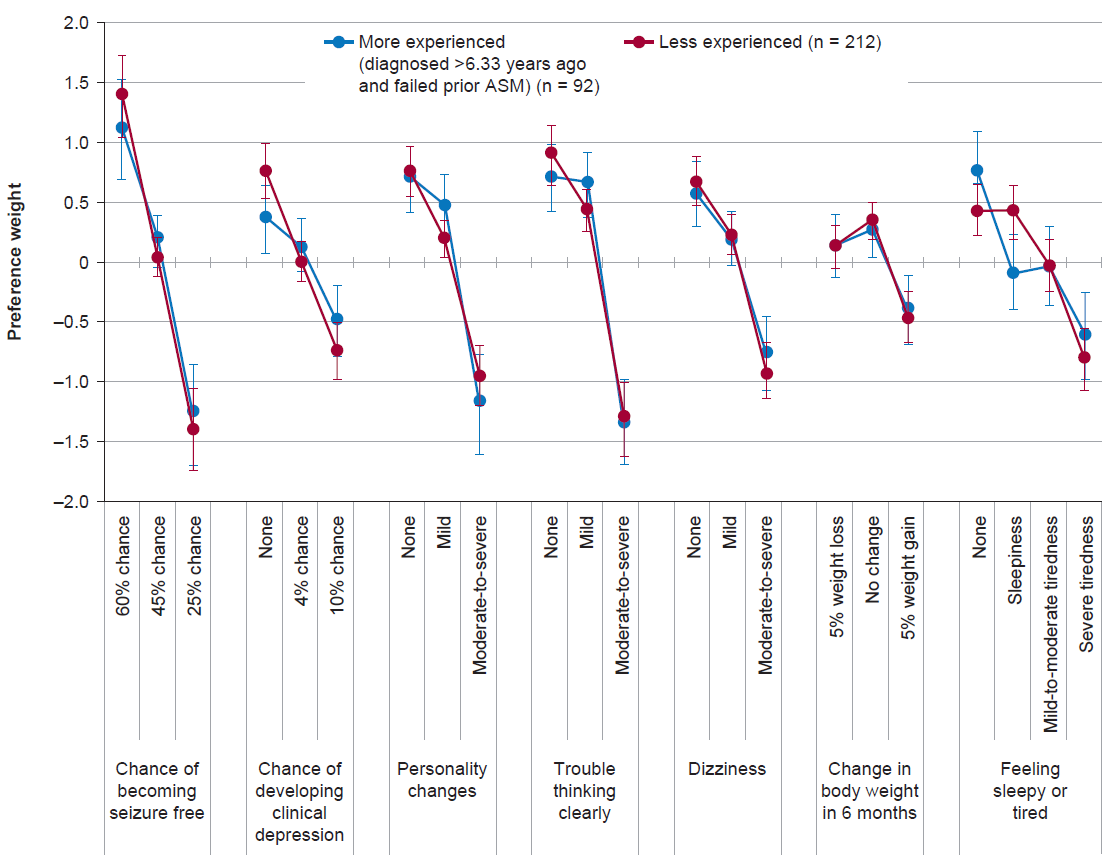 2.0
1.5
1.0
0.5
0
–0.5
–1.0
–1.5
–2.0
Preference weight
More experienced
(diagnosed >6.33 years ago
and failed prior ASM) (n = 92)
Less experienced (n = 212)
60% chance
45% chance
25% chance
None
4% chance
10% chance
None
Mild
Moderate-to-severe
None
Mild
Moderate-to-severe
None
Mild
Moderate-to-severe
5% weight loss
No change
5% weight gain
None
Sleepiness
Mild-to-moderate tiredness
Severe tiredness
Chance of
becoming
seizure free
Chance of
developing
clinical
depression
Personality
changes
Trouble
thinking
clearly
Dizziness
Change in
body weight
in 6 months
Feeling
sleepy or
tired